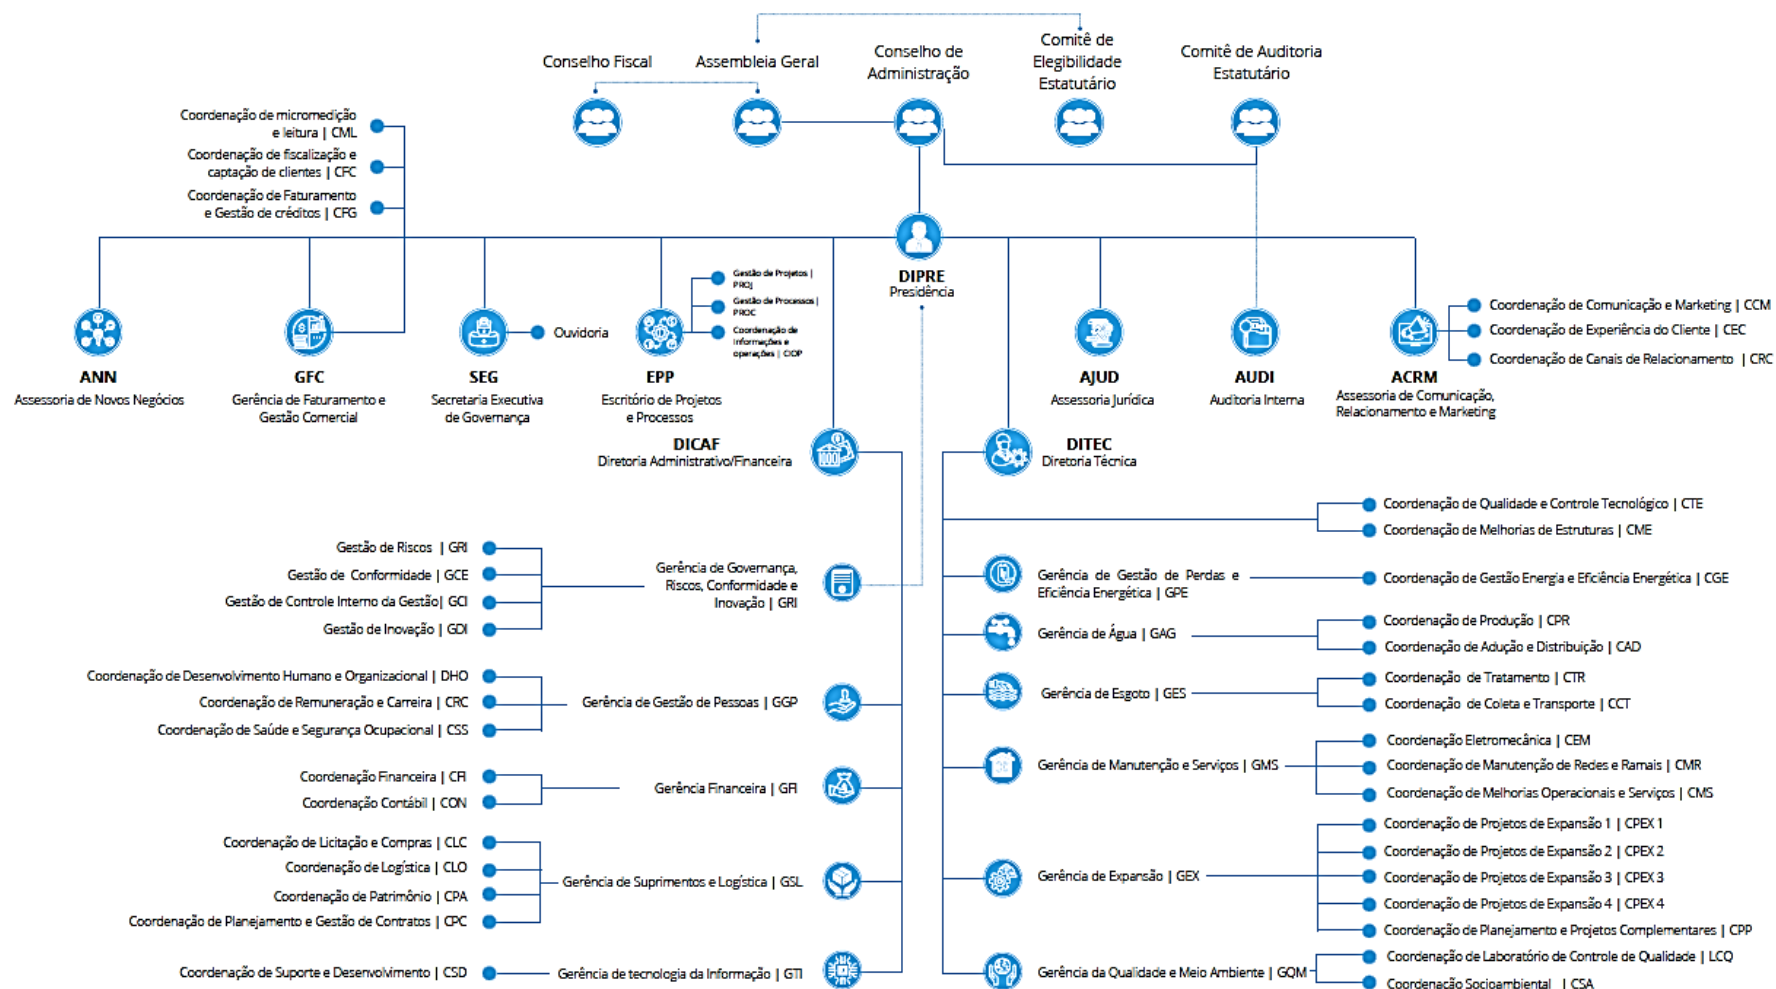 Conselho Fiscal
Assembleia Geral
Conselho de
Administração
Comitê de
Elegibilidade
Estatutário
Comitê de Auditoria
Estatutário
Coordenação de micromedição
e leitura | CML
Coordenação de fiscalização e
captação de clientes | CFC
Coordenação de Faturamento
e Gestão de créditos | CFG
DIPRE
Presidência
ANN
Assessoria de Novos Negócios
GFC
Gerência de Faturamento e
Gestão Comercial
SEG
Secretaria Executiva
de Governança
Ouvidoria
EPP
Escritório de Projetos
e Processos
Gestão de Projetos |
PROJ
Gestão de Processos |
PROC
Coordenação de
Informações e
operações | CIOP
AJUD
Assessoria Jurídica
AUDI
Auditoria Interna
ACRM
Assessoria de Comunicação,
Relacionamento e Marketing
Coordenação de Comunicação e Marketing | CCM
Coordenação de Experiência do Cliente | CEC
Coordenação de Canais de Relacionamento | CRC
DICAF
Diretoria Administrativo/Financeira
Gestão de Riscos | GRI
Gestão de Conformidade | GCE
Gestão de Controle Interno da Gestão| GCI
Gestão de Inovação | GDI
Gerência de Governança,
Riscos, Conformidade e
Inovação | GRI
Coordenação de Desenvolvimento Humano e Organizacional | DHO
Coordenação de Remuneração e Carreira | CRC
Coordenação de Saúde e Segurança Ocupacional | CSS
Gerência de Gestão de Pessoas | GGP
Coordenação Financeira | CFI
Coordenação Contábil | CON
Gerência Financeira | GFI
Coordenação de Licitação e Compras | CLC
Coordenação de Logística | CLO
Coordenação de Patrimônio | CPA
Coordenação de Planejamento e Gestão de Contratos | CPC
Gerência de Suprimentos e Logística | GSL
Coordenação de Suporte e Desenvolvimento | CSD
Gerência de tecnologia da Informação | GTI
DITEC
Diretoria Técnica
Coordenação de Qualidade e Controle Tecnológico | CTE
Coordenação de Melhorias de Estruturas | CME
Gerência de Gestão de Perdas e
Eficiência Energética | GPE
Coordenação de Gestão Energia e Eficiência Energética | CGE
Gerência de Água | GAG
Coordenação de Produção | CPR
Coordenação de Adução e Distribuição | CAD
Gerência de Esgoto | GES
Coordenação de Tratamento | CTR
Coordenação de Coleta e Transporte | CCT
Gerência de Manutenção e Serviços | GMS
Coordenação Eletromecânica | CEM
Coordenação de Manutenção de Redes e Ramais | CMR
Coordenação de Melhorias Operacionais e Serviços | CMS
Gerência de Expansão | GEX
Coordenação de Projetos de Expansão 1 | CPEX 1
Coordenação de Projetos de Expansão 2 | CPEX 2
Coordenação de Projetos de Expansão 3 | CPEX 3
Coordenação de Projetos de Expansão 4 | CPEX 4
Coordenação de Planejamento e Projetos Complementares | CPP
Gerência da Qualidade e Meio Ambiente | GQM
Coordenação de Laboratório de Controle de Qualidade | LCQ
Coordenação Socioambiental | CSA